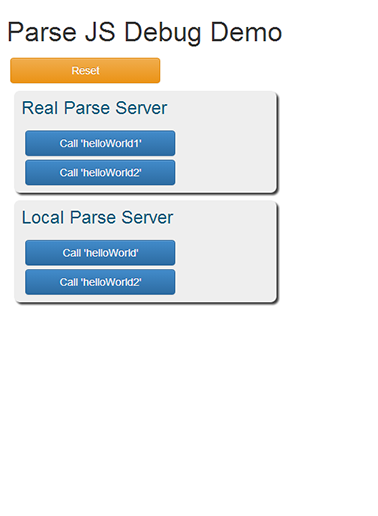 Parse JS Debug Demo
Reset
Real Parse Server
Call 'helloWorld1'
Call 'helloWorld2'
Local Parse Server
Call 'helloWorld'
Call 'helloWorld2'